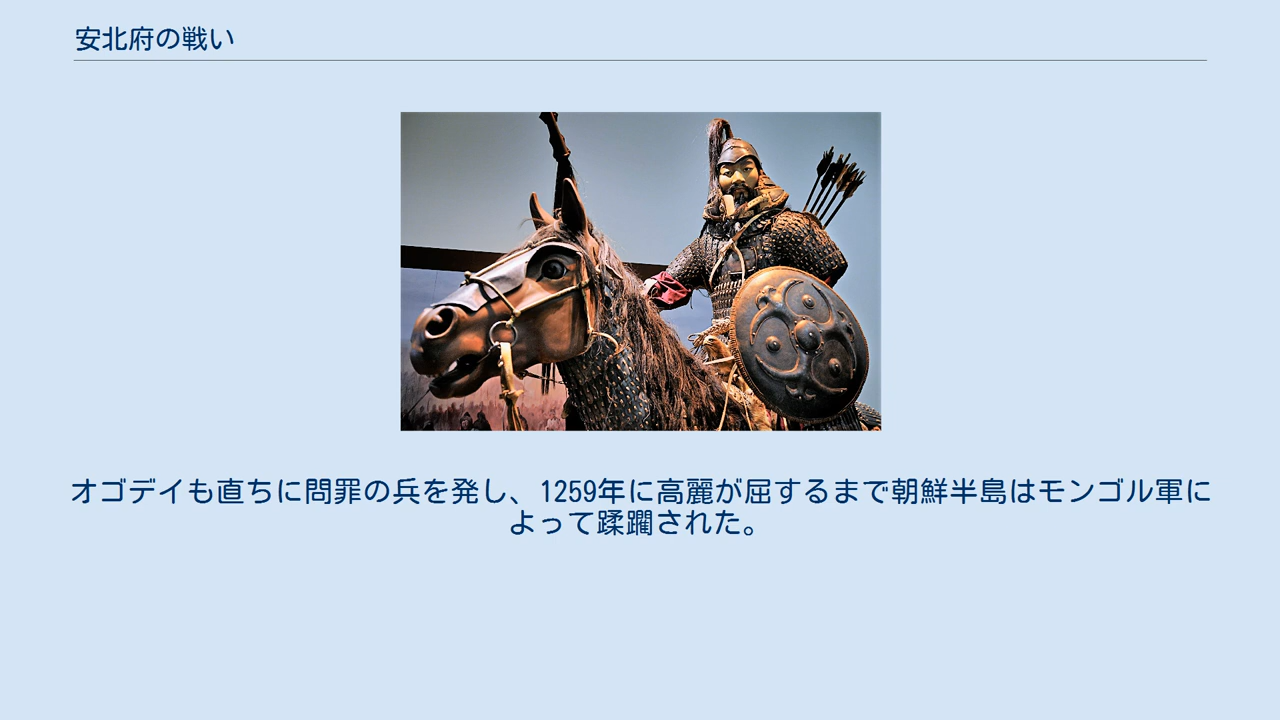 安北府の戦い
オゴデイも直ちに問罪の兵を発し、1259年に高麗が屈するまで朝鮮半島はモンゴル軍に
よって蹂躙された。